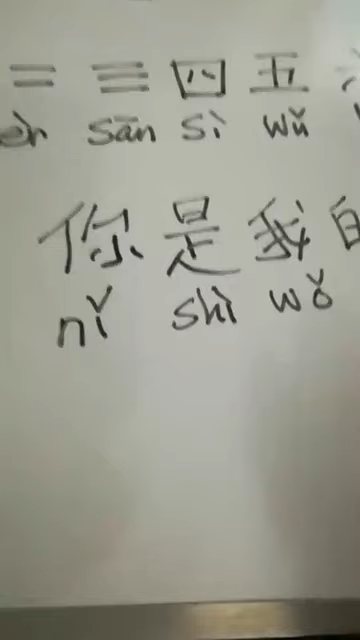 二 三 四 五
èr sān sì wǔ
你 是 我
nǐ shì wǒ